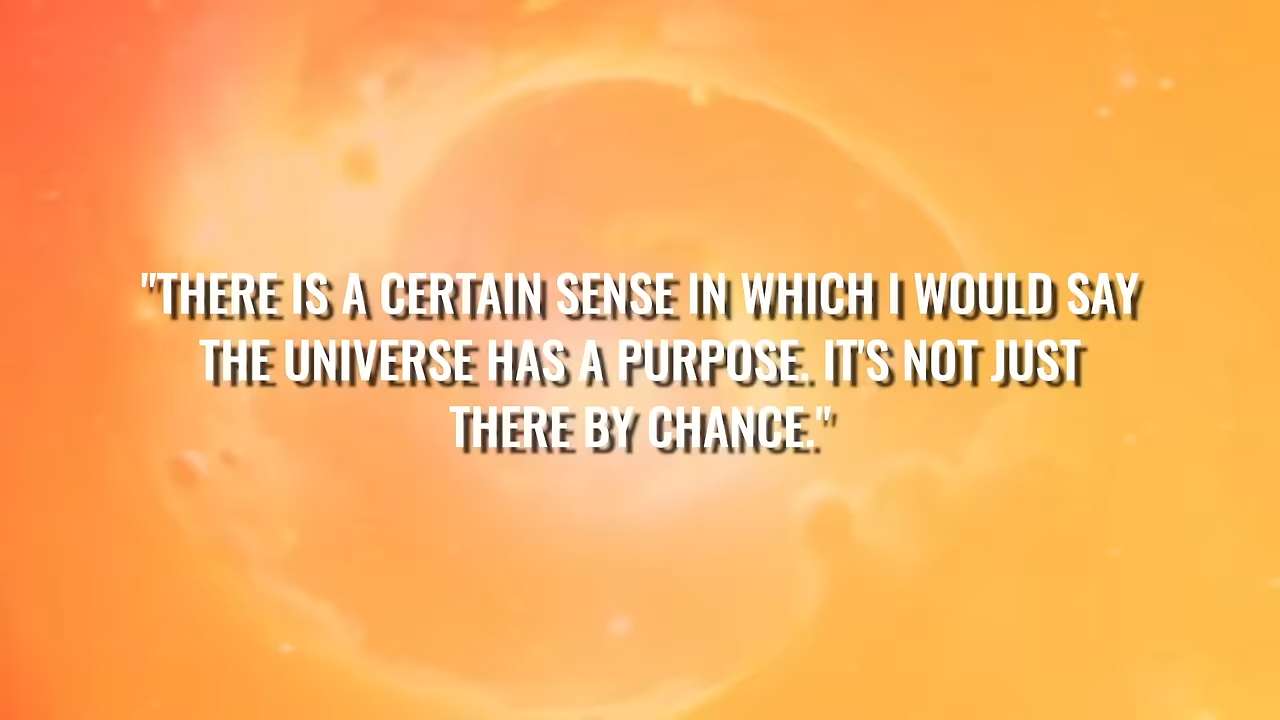 "THERE IS A CERTAIN SENSE IN WHICH I WOULD SAY
THE UNIVERSE HAS A PURPOSE. IT'S NOT JUST
THERE BY CHANCE."